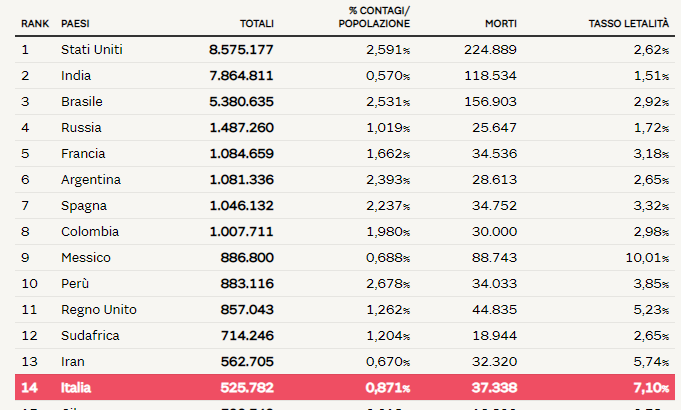 % CONTAGI/
RANK PAESI TOTALI POPOLAZIONE MORTI TASSO LETALITÀ
1 Stati Uniti 8.575.177 2,591% 224.889 2,62%
2 India 7.864.811 0,570% 118.534 1,51%
3 Brasile 5.380.635 2,531% 156.903 2,92%
4 Russia 1.487.260 1,019% 25.647 1,72%
5 Francia 1.084.659 1,662% 34.536 3,18%
6 Argentina 1.081.336 2,393% 28.613 2,65%
7 Spagna 1.046.132 2,237% 34.752 3,32%
8 Colombia 1.007.711 1,980% 30.000 2,98%
9 Messico 886.800 0,688% 88.743 10,01%
10 Perù 883.116 2,678% 34.033 3,85%
11 Regno Unito 857.043 1,262% 44.835 5,23%
12 Sudafrica 714.246 1,204% 18.944 2,65%
13 Iran 562.705 0,670% 32.320 5,74%
14 Italia 525.782 0,871% 37.338 7,10%